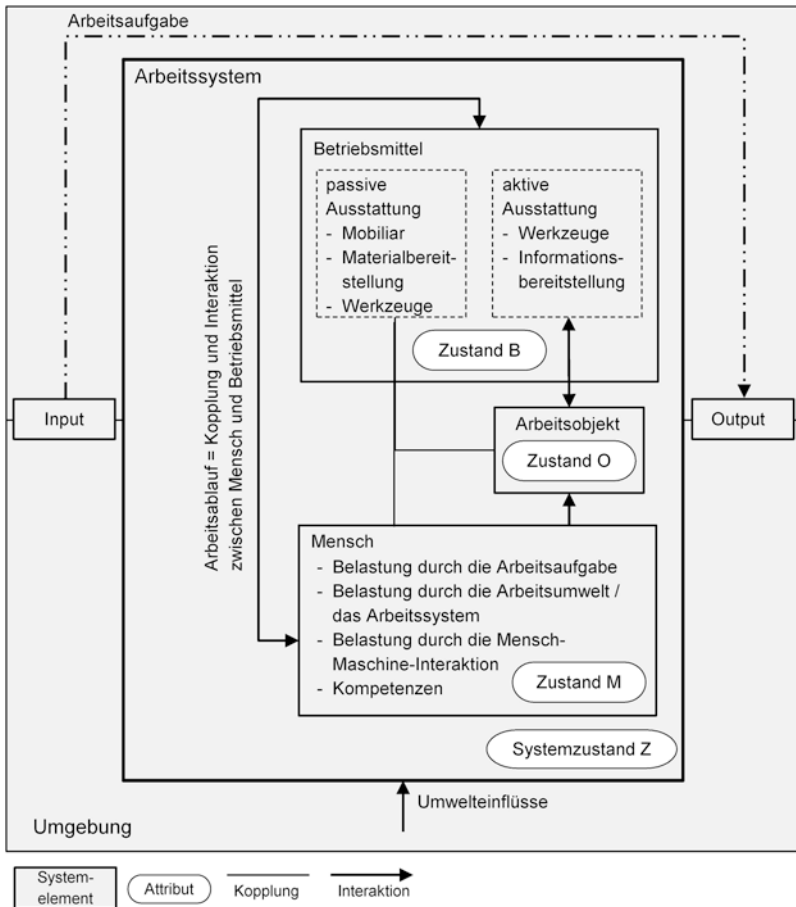 Arbeitsaufgabe
Arbeitssystem
Arbeitsablauf = Kopplung und Interaktion
zwischen Mensch und Betriebsmittel
Betriebsmittel
passive
Ausstattung
- Mobiliar
- Materialbereit-
stellung
- Werkzeuge
aktive
Ausstattung
- Werkzeuge
- Informations-
bereitstellung
Zustand B
Input
Arbeitsobjekt
Zustand O
Output
Mensch
- Belastung durch die Arbeitsaufgabe
- Belastung durch die Arbeitsumwelt /
das Arbeitssystem
- Belastung durch die Mensch-
Maschine-Interaktion
- Kompetenzen
Zustand M
Systemzustand Z
Umwelteinflüsse
Umgebung
System-
element
Attribut
Kopplung
Interaktion